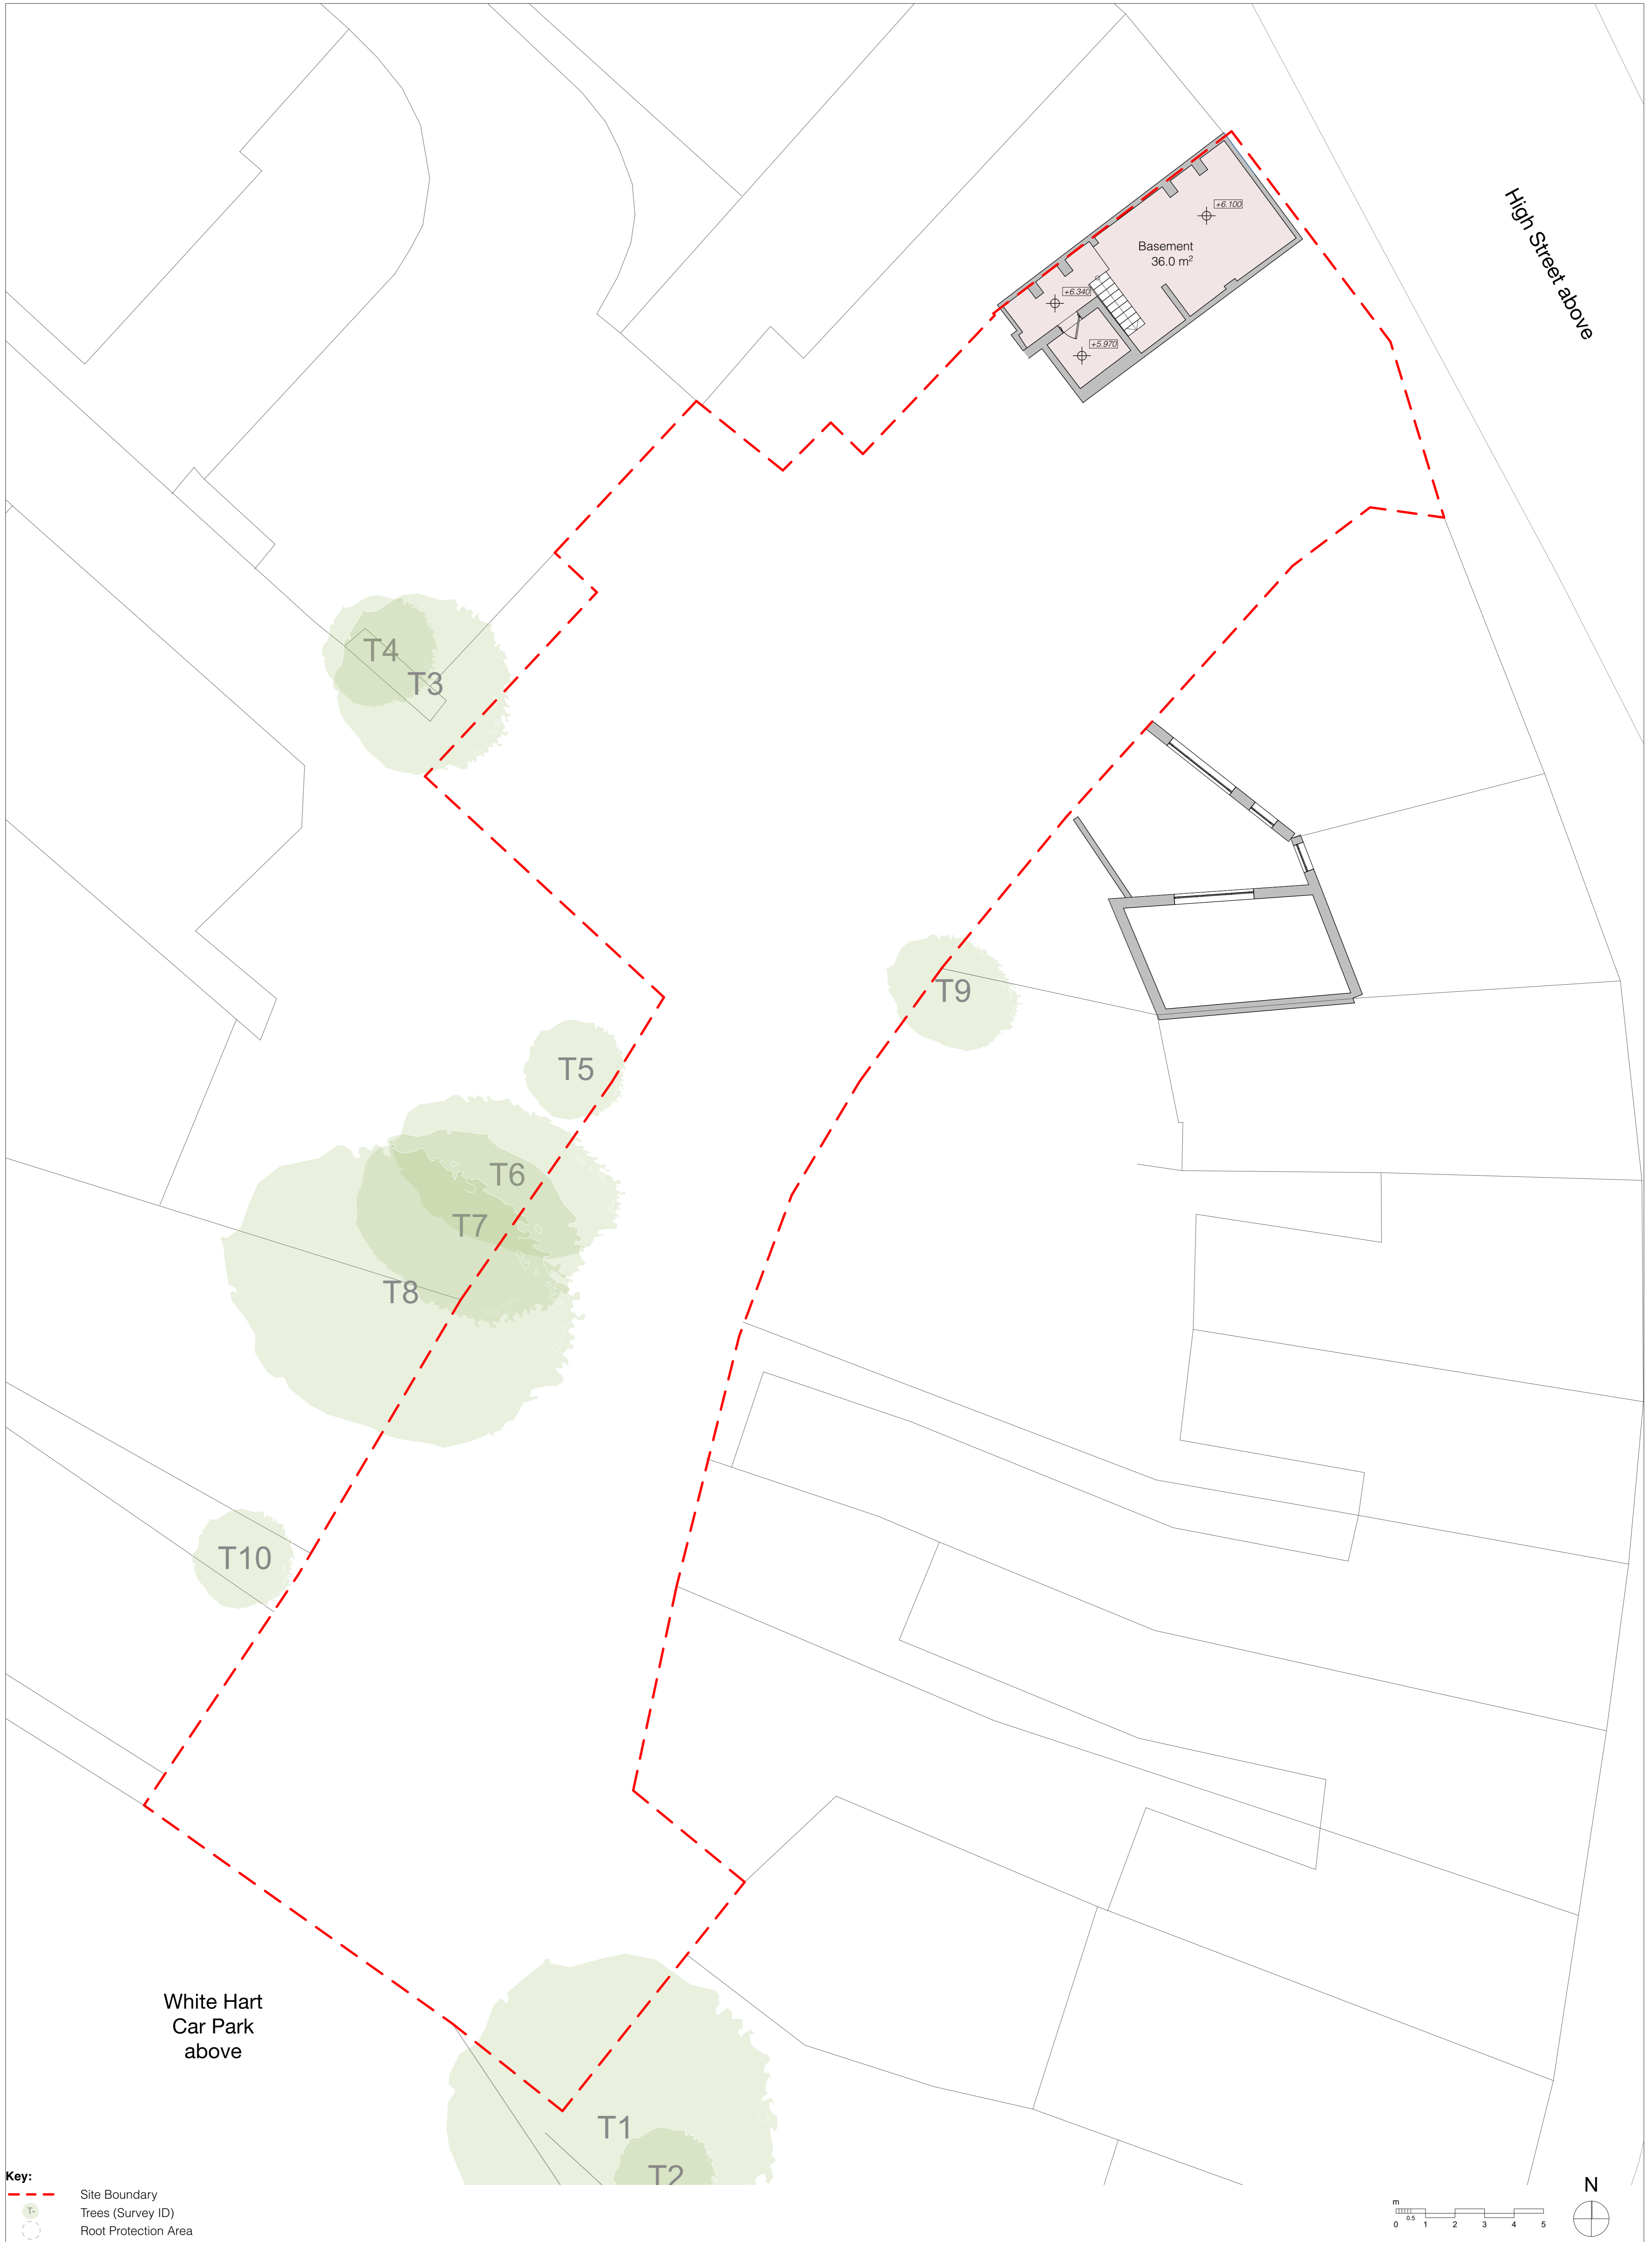 High Street above
+6.100
Basement
36.0 m²
+6.340
+5.970
T4
T3
T9
T5
T6
T7
T8
T10
White Hart
Car Park
above
T1
T2
Key:
Site Boundary
T-
Trees (Survey ID)
Root Protection Area
m
0 0.5 1 2 3 4 5
N